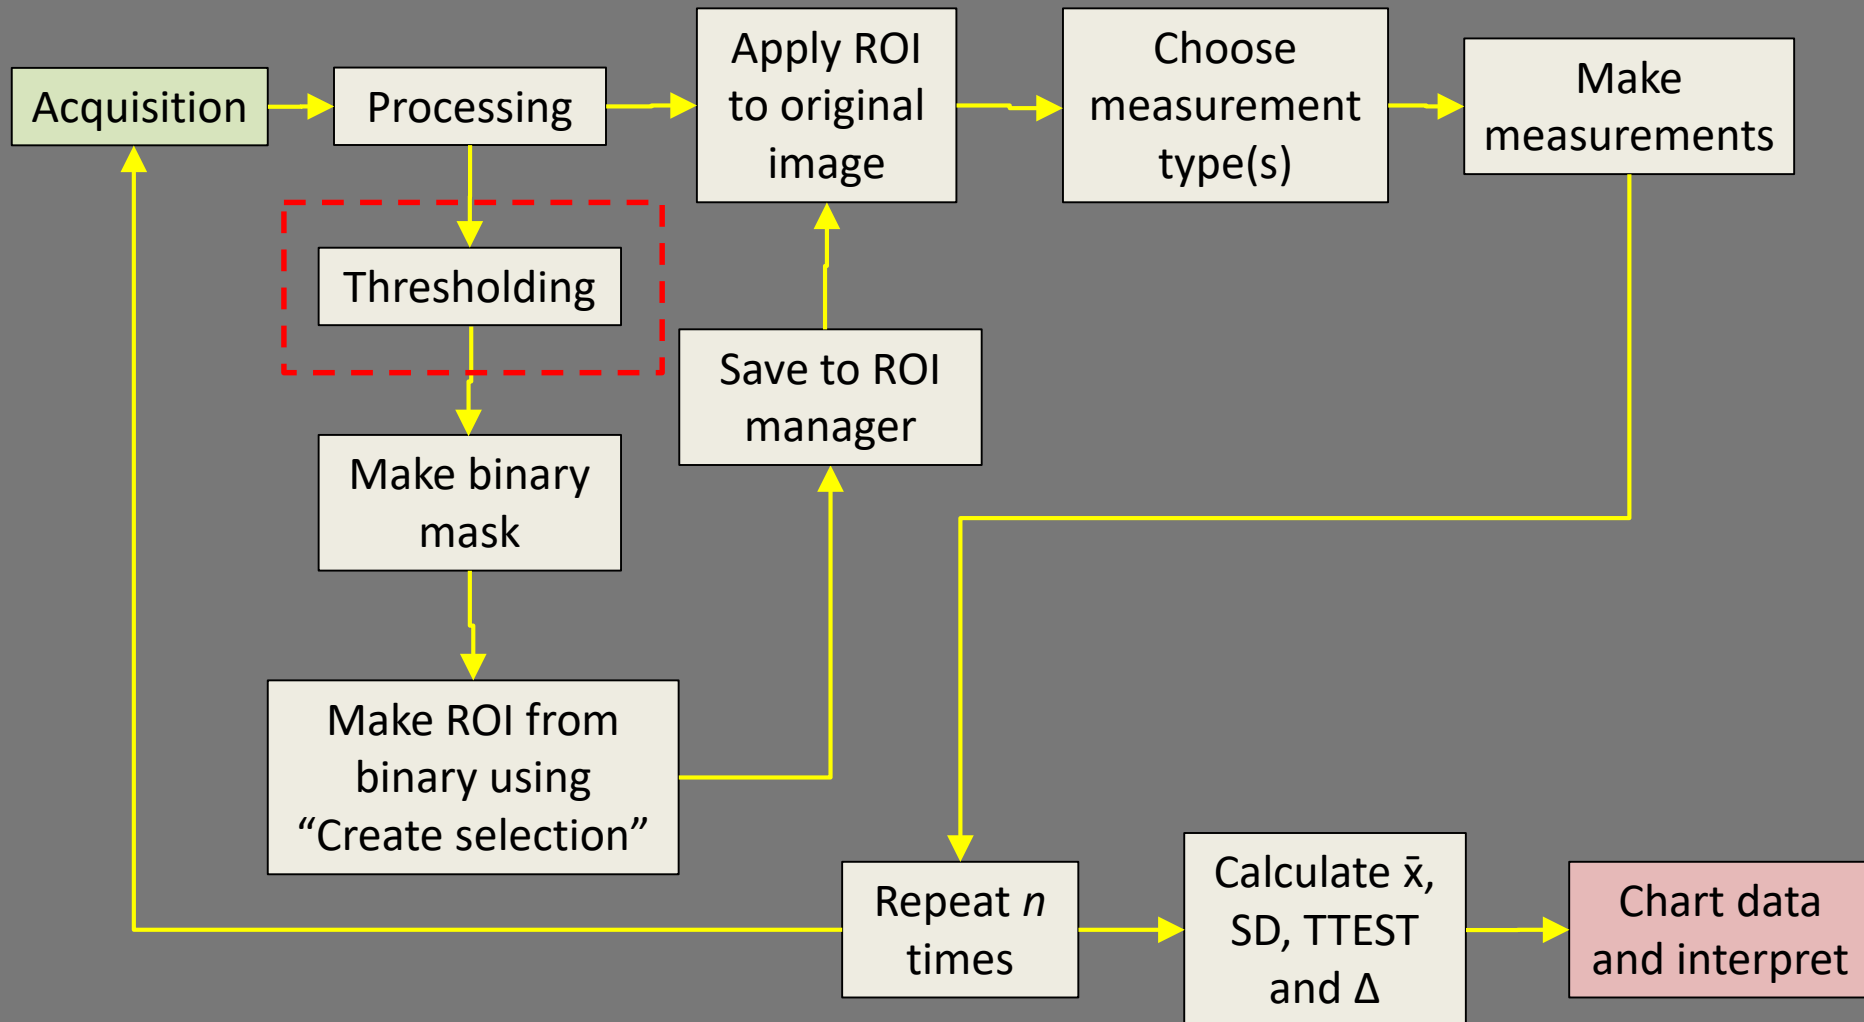 Acquisition
Processing
Apply ROI
to original
image
Choose
measurement
type(s)
Make
measurements
Thresholding
Save to ROI
manager
Make binary
mask
Make ROI from
binary using
“Create selection”
Repeat n
times
Calculate x̄,
SD, TTEST
and Δ
Chart data
and interpret